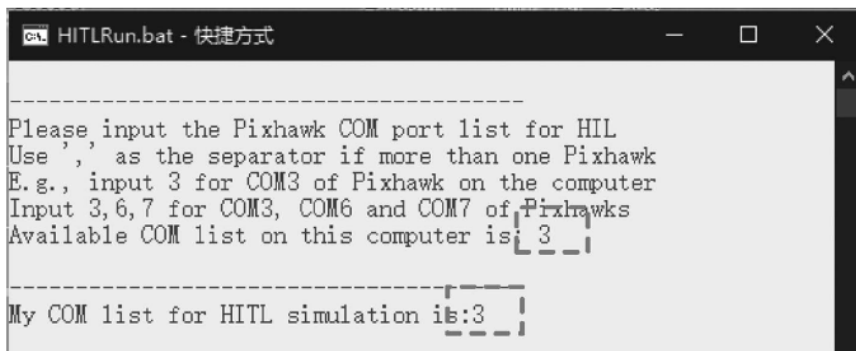 HITLRun.bat - 快捷方式
----------------------------------------
Please input the Pixhawk COM port list for HIL
Use ',' as the separator if more than one Pixhawk
E.g., input 3 for COM3 of Pixhawk on the computer
Input 3,6,7 for COM3, COM6 and COM7 of Pixhawks
Available COM list on this computer is: 3
----------------------------------------
My COM list for HITL simulation is:3